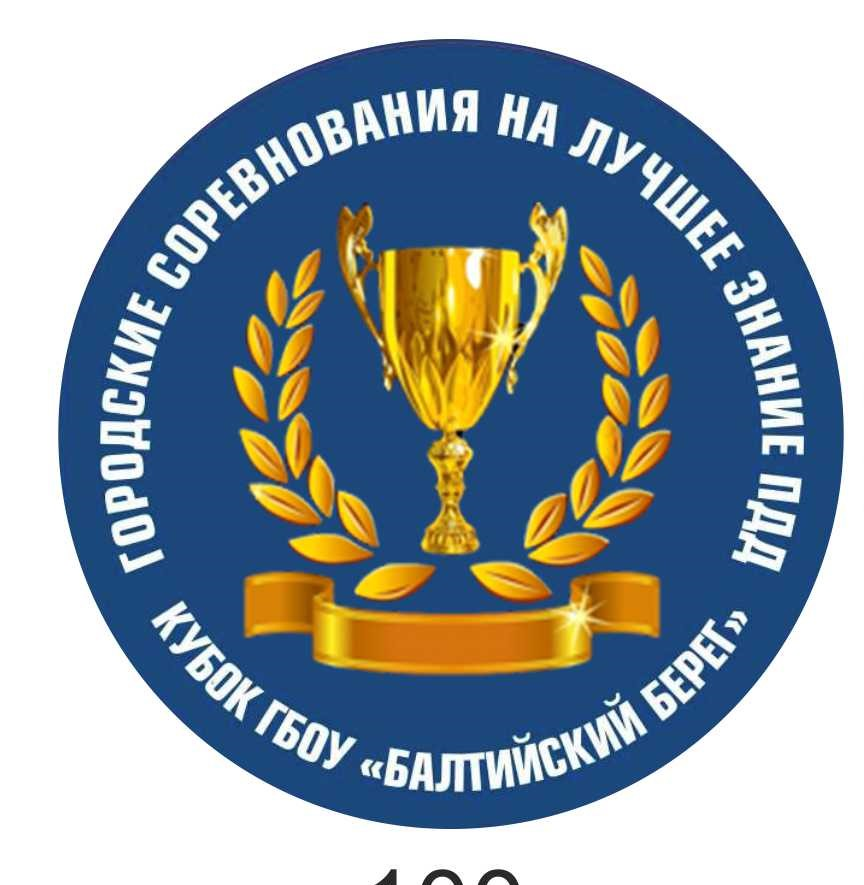 ГОРОДСКИЕ СОРЕВНОВАНИЯ НА ЛУЧШЕЕ ЗНАНИЕ ПДД
КУБОК ГБОУ «БАЛТИЙСКИЙ БЕРЕГ»